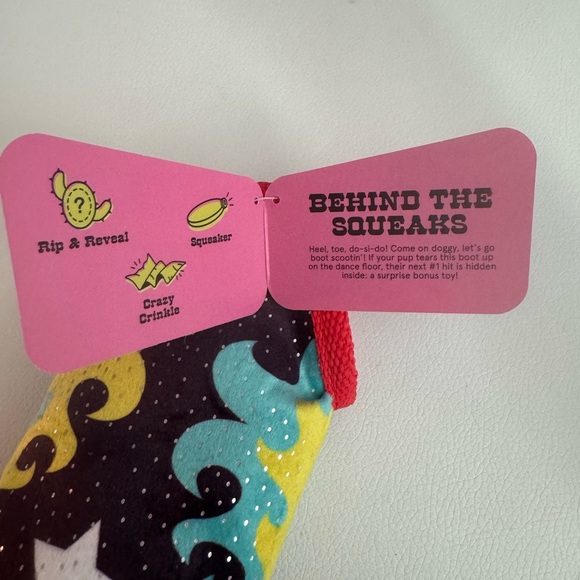 ?
Rip & Reveal
Squeaker
Crazy
Crinkle
BEHIND THE
SQUEAKS
Heel, toe, do-si-do! Come on doggy, let's go
boot scootin'! If your pup tears this boot up
on the dance floor, their next #1 hit is hidden
inside: a surprise bonus toy!